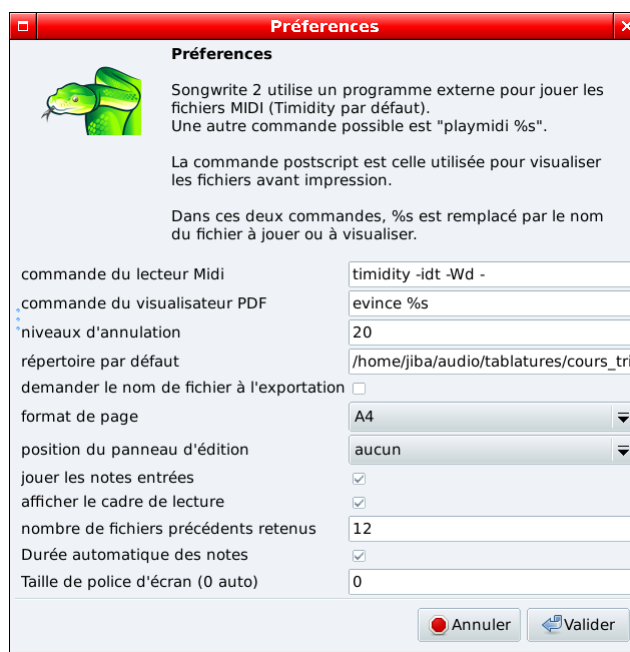 Préferences
Préferences
Songwrite 2 utilise un programme externe pour jouer les
fichiers MIDI (Timidity par défaut).
Une autre commande possible est "playmidi %s".
La commande postscript est celle utilisée pour visualiser
les fichiers avant impression.
Dans ces deux commandes, %s est remplacé par le nom
du fichier à jouer ou à visualiser.
commande du lecteur Midi timidity -idt -Wd -
commande du visualisateur PDF evince %s
niveaux d'annulation 20
répertoire par défaut /home/jiba/audio/tablatures/cours_tri
demander le nom de fichier à l'exportation
format de page A4
position du panneau d'édition aucun
jouer les notes entrées
afficher le cadre de lecture
nombre de fichiers précédents retenus 12
Durée automatique des notes
Taille de police d'écran (0 auto) 0
Annuler Valider